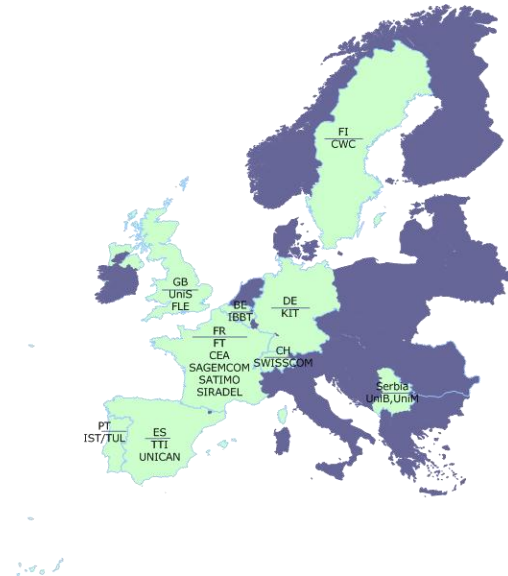 FI
CWC
GB
UniS
FLE
BE
IBBT
DE
KIT
FR
FT
CEA
SAGEMCOM
SATIMO
SIRADEL
CH
SWISSCOM
Serbia
UniB,UniM
PT
IST/TUL
ES
TTI
UNICAN